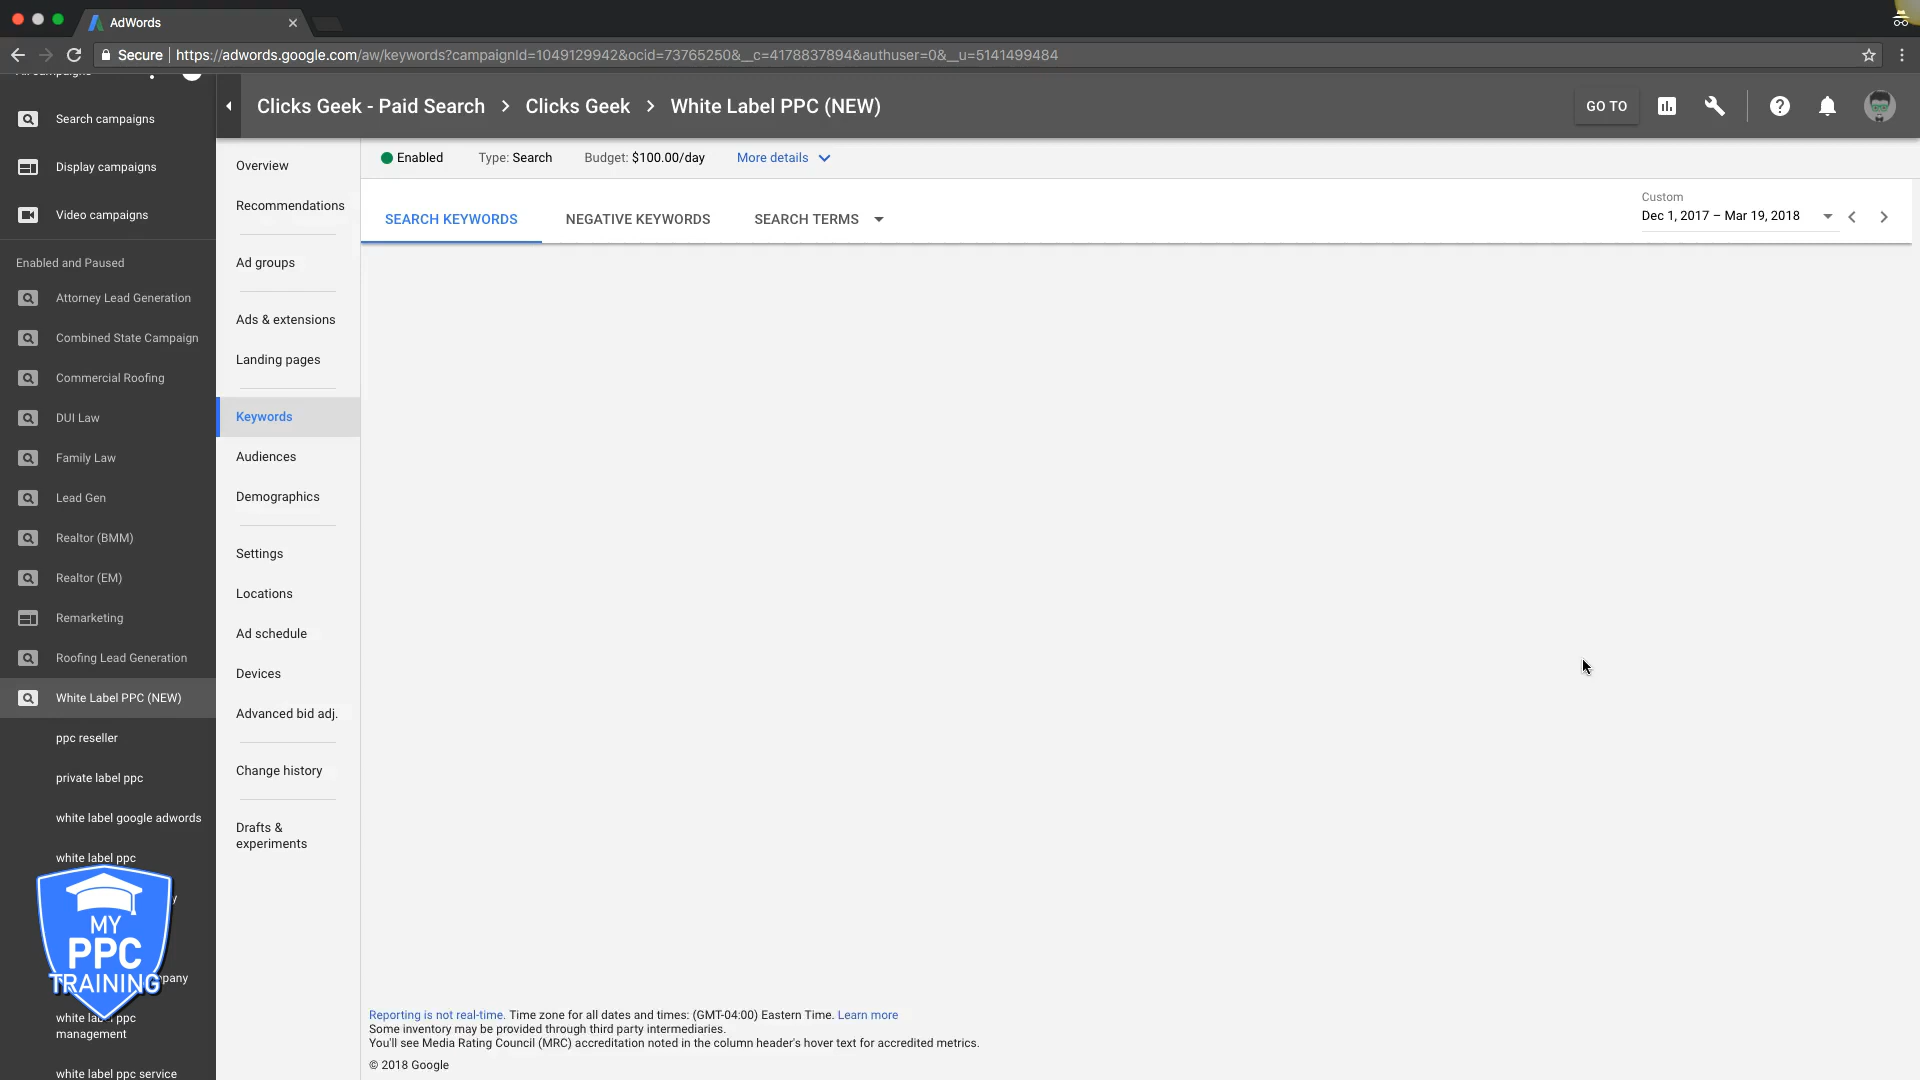 AdWords
Secure
https://adwords.google.com/aw/keywords?campaignId=1049129942&ocid=73765250&__c=4178837894&authuser=0&__u=5141499484
Clicks Geek - Paid Search > Clicks Geek > White Label PPC (NEW)
GO TO
Search campaigns
Display campaigns
Video campaigns
Enabled and Paused
Attorney Lead Generation
Combined State Campaign
Commercial Roofing
DUI Law
Family Law
Lead Gen
Realtor (BMM)
Realtor (EM)
Remarketing
Roofing Lead Generation
White Label PPC (NEW)
ppc reseller
private label ppc
white label google adwords
white label ppc
white label ppc
management
white label ppc service
MY
PPC
TRAINING
Overview
Recommendations
Ad groups
Ads & extensions
Landing pages
Keywords
Audiences
Demographics
Settings
Locations
Ad schedule
Devices
Advanced bid adj.
Change history
Drafts &
experiments
Enabled Type: Search Budget: $100.00/day More details
SEARCH KEYWORDS NEGATIVE KEYWORDS SEARCH TERMS
Custom
Dec 1, 2017 – Mar 19, 2018
Reporting is not real-time. Time zone for all dates and times: (GMT-04:00) Eastern Time. Learn more
Some inventory may be provided through third party intermediaries.
You'll see Media Rating Council (MRC) accreditation noted in the column header's hover text for accredited metrics.
© 2018 Google